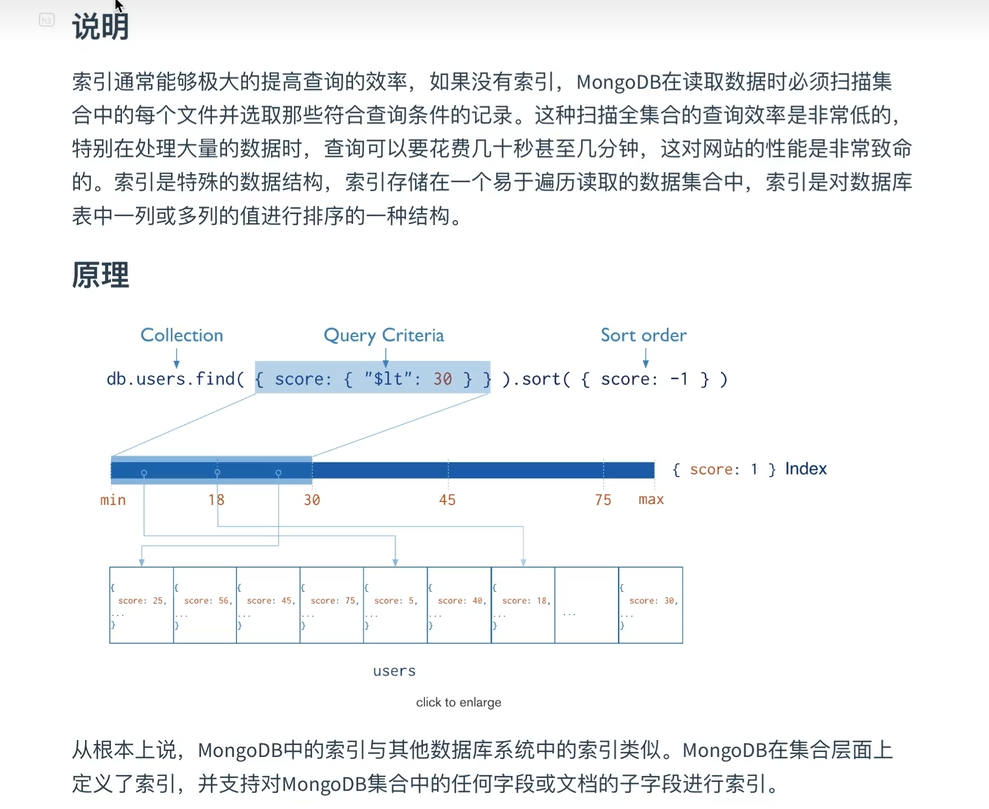 h3
说明
索引通常能够极大的提高查询的效率，如果没有索引，MongoDB在读取数据时必须扫描集
合中的每个文件并选取那些符合查询条件的记录。这种扫描全集合的查询效率是非常低的，
特别在处理大量的数据时，查询可以要花费几十秒甚至几分钟，这对网站的性能是非常致命
的。索引是特殊的数据结构，索引存储在一个易于遍历读取的数据集合中，索引是对数据库
表中一列或多列的值进行排序的一种结构。
原理
Collection Query Criteria Sort order
db.users.find( { score: { "$lt": 30 } } ).sort( { score: -1 } )
{ score: 1 } Index
min 18 30 45 75 max
{ { { { { { { {
score: 25, score: 56, score: 45, score: 75, score: 5, score: 40, score: 18, score: 30,
... ... ... ... ... ... ... ... ...
} } } } } } } }
users
click to enlarge
从根本上说，MongoDB中的索引与其他数据库系统中的索引类似。MongoDB在集合层面上
定义了索引，并支持对MongoDB集合中的任何字段或文档的子字段进行索引。